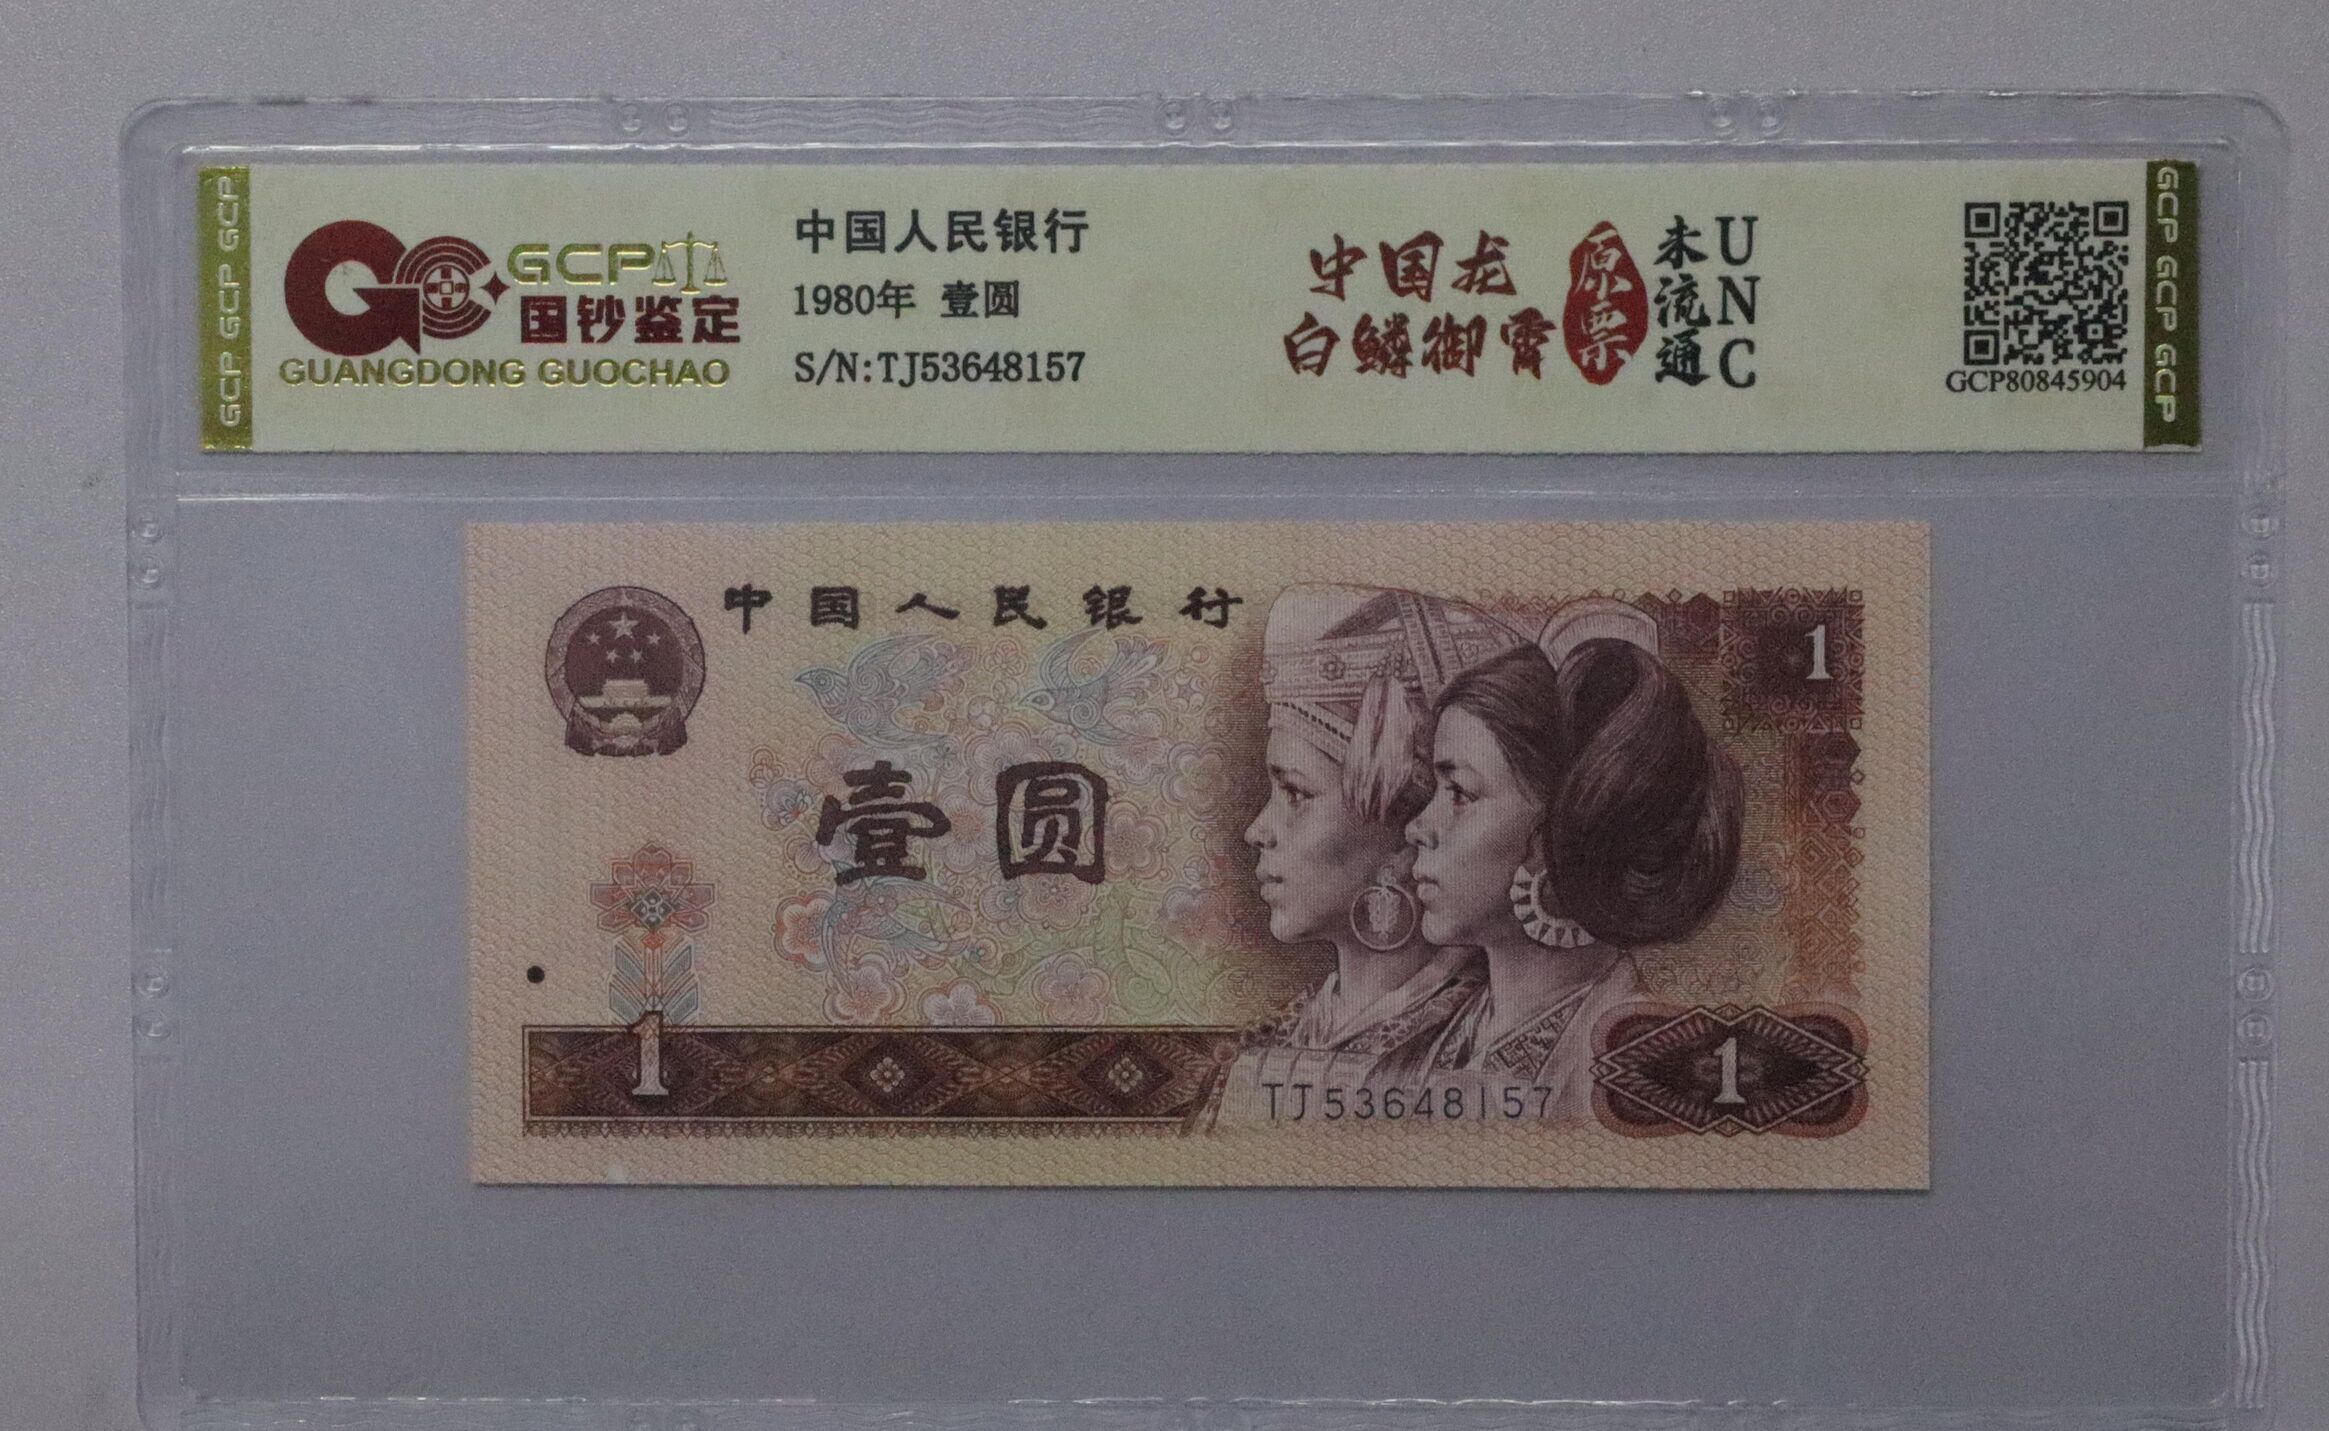 GCP GCP GCP
GCP
国钞鉴定
GUANGDONG GUOCHAO
中国人民银行
1980年 壹圆
S/N:TJ53648157
中国龙
白鳞御霄
原票
未流通
UNC
GCP80845904
GCP GCP GCP
中国人民银行
1
壹圆
1
TJ53648157
1